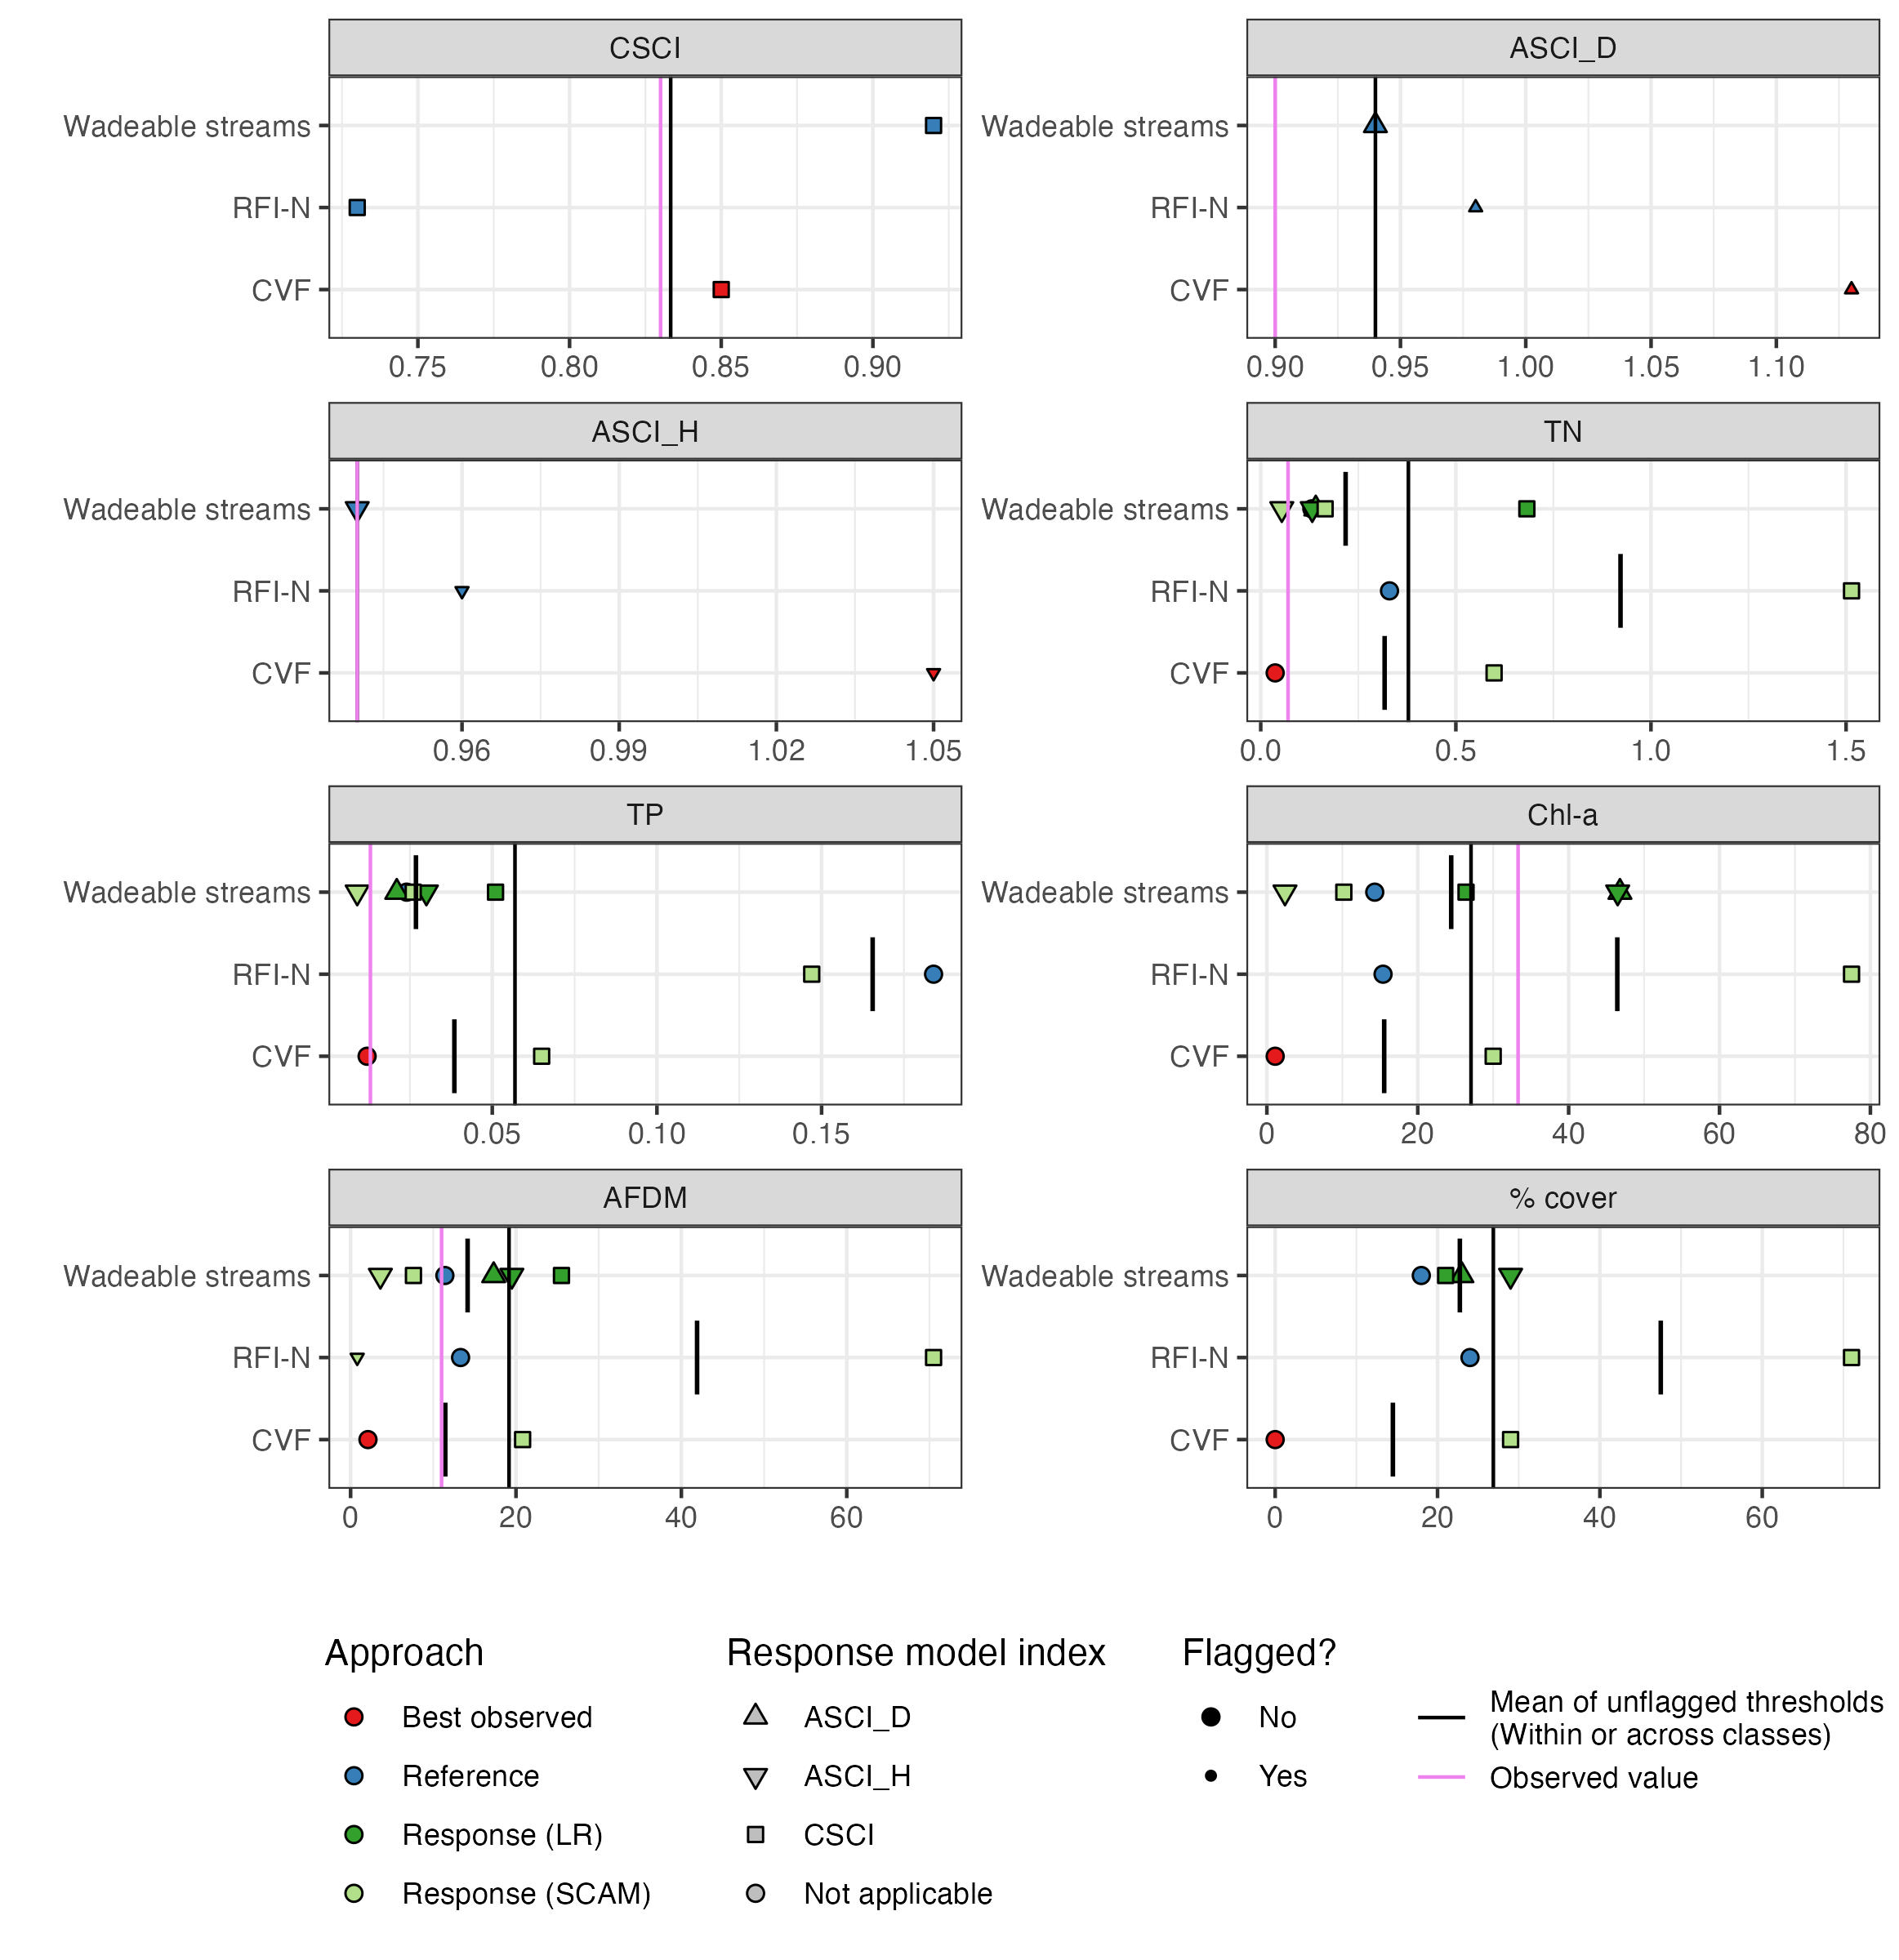 CSCI
ASCI_D
Wadeable streams
RFI-N
CVF
0.75 0.80 0.85 0.90
Wadeable streams
RFI-N
CVF
0.90 0.95 1.00 1.05 1.10
ASCI_H
TN
Wadeable streams
RFI-N
CVF
0.96 0.99 1.02 1.05
Wadeable streams
RFI-N
CVF
0.0 0.5 1.0 1.5
TP
Chl-a
Wadeable streams
RFI-N
CVF
0.05 0.10 0.15
Wadeable streams
RFI-N
CVF
0 20 40 60 80
AFDM
% cover
Wadeable streams
RFI-N
CVF
0 20 40 60
Wadeable streams
RFI-N
CVF
0 20 40 60
Approach
Best observed
Reference
Response (LR)
Response (SCAM)
Response model index
ASCI_D
ASCI_H
CSCI
Not applicable
Flagged?
No
Yes
Mean of unflagged thresholds
(Within or across classes)
Observed value